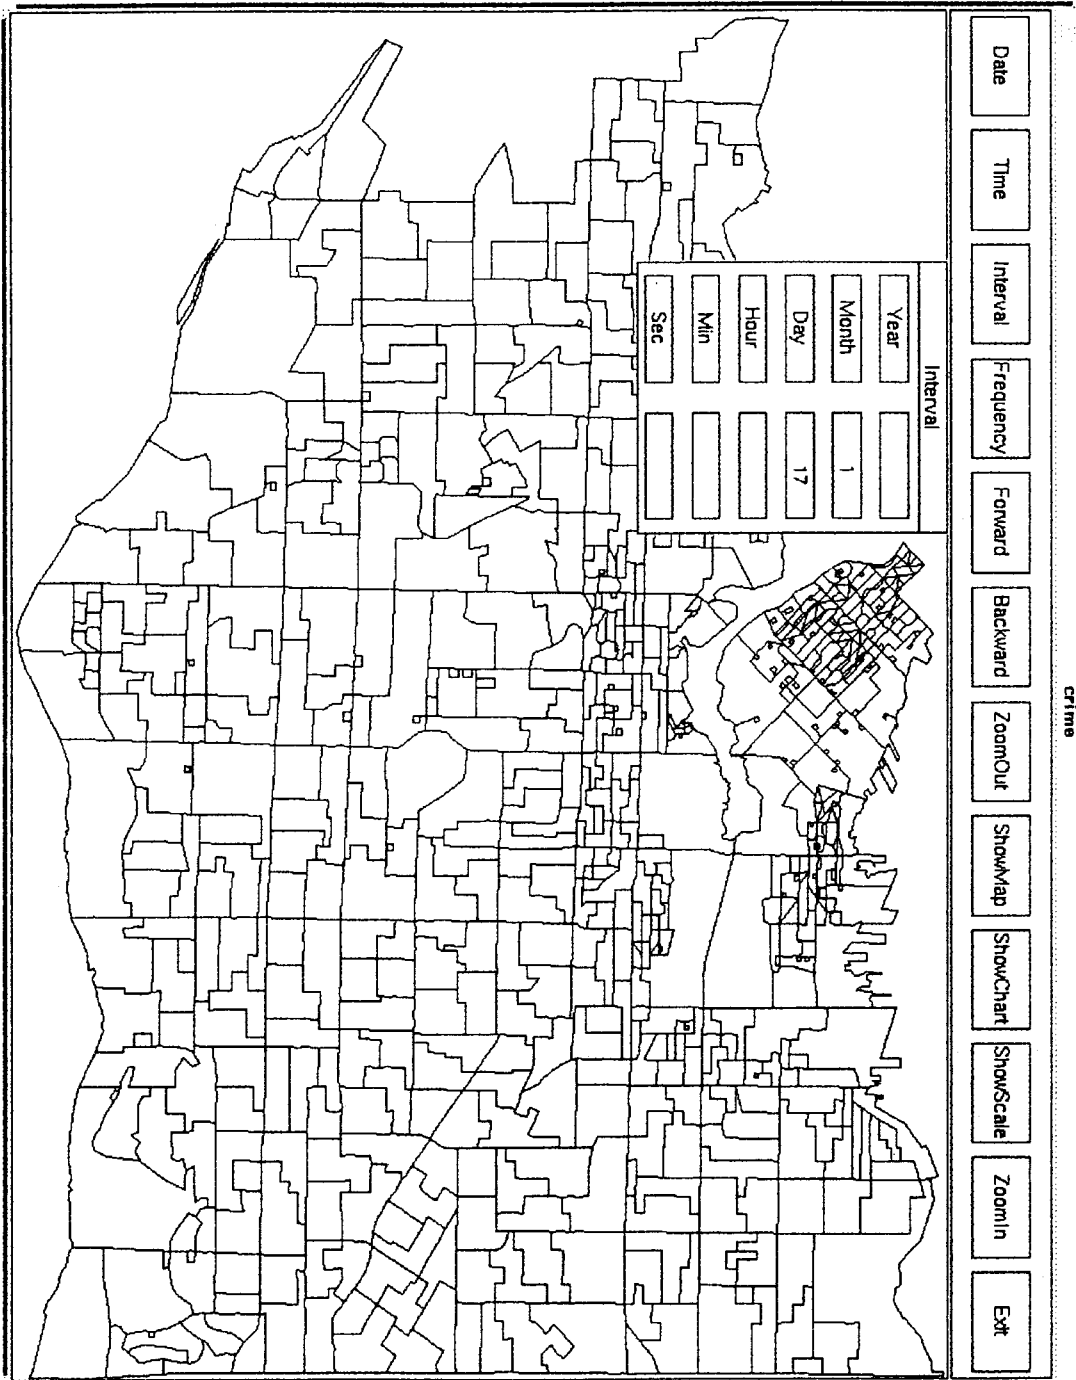 crime
Date Time Interval Frequency Forward Backward ZoomOut ShowMap ShowChart ShowScale ZoomIn Exit
Interval
Year
Month 1
Day 17
Hour
Min
Sec